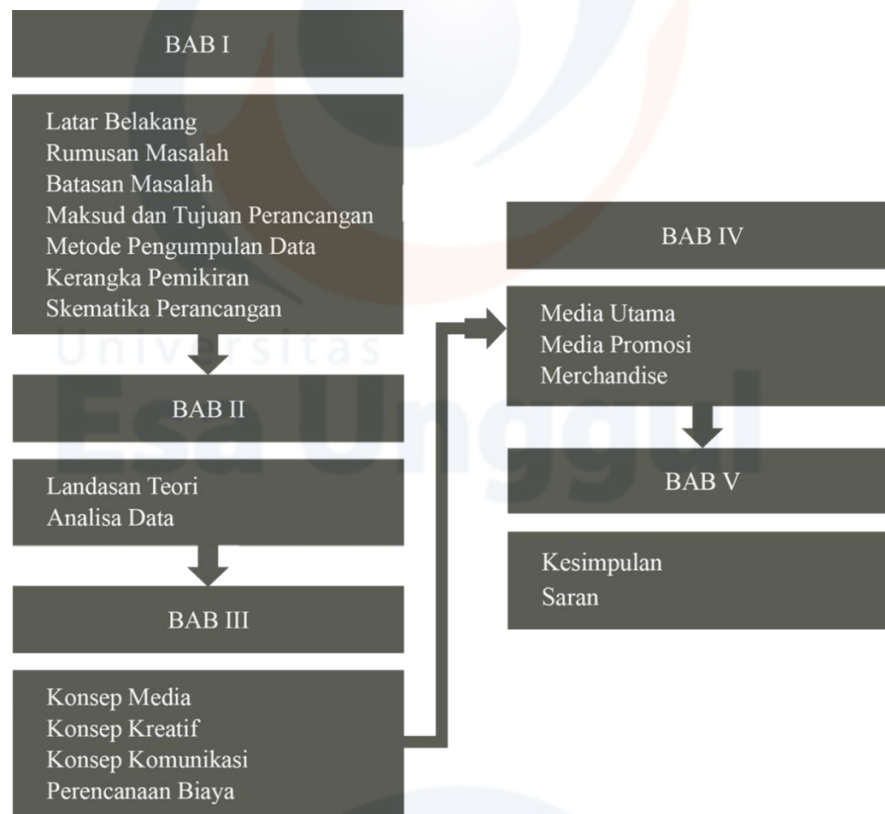 BAB I
Latar Belakang
Rumusan Masalah
Batasan Masalah
Maksud dan Tujuan Perancangan
Metode Pengumpulan Data
Kerangka Pemikiran
Skematika Perancangan
BAB II
Landasan Teori
Analisa Data
BAB III
Konsep Media
Konsep Kreatif
Konsep Komunikasi
Perencanaan Biaya
BAB IV
Media Utama
Media Promosi
Merchandise
BAB V
Kesimpulan
Saran
Universitas
Esa Unggul